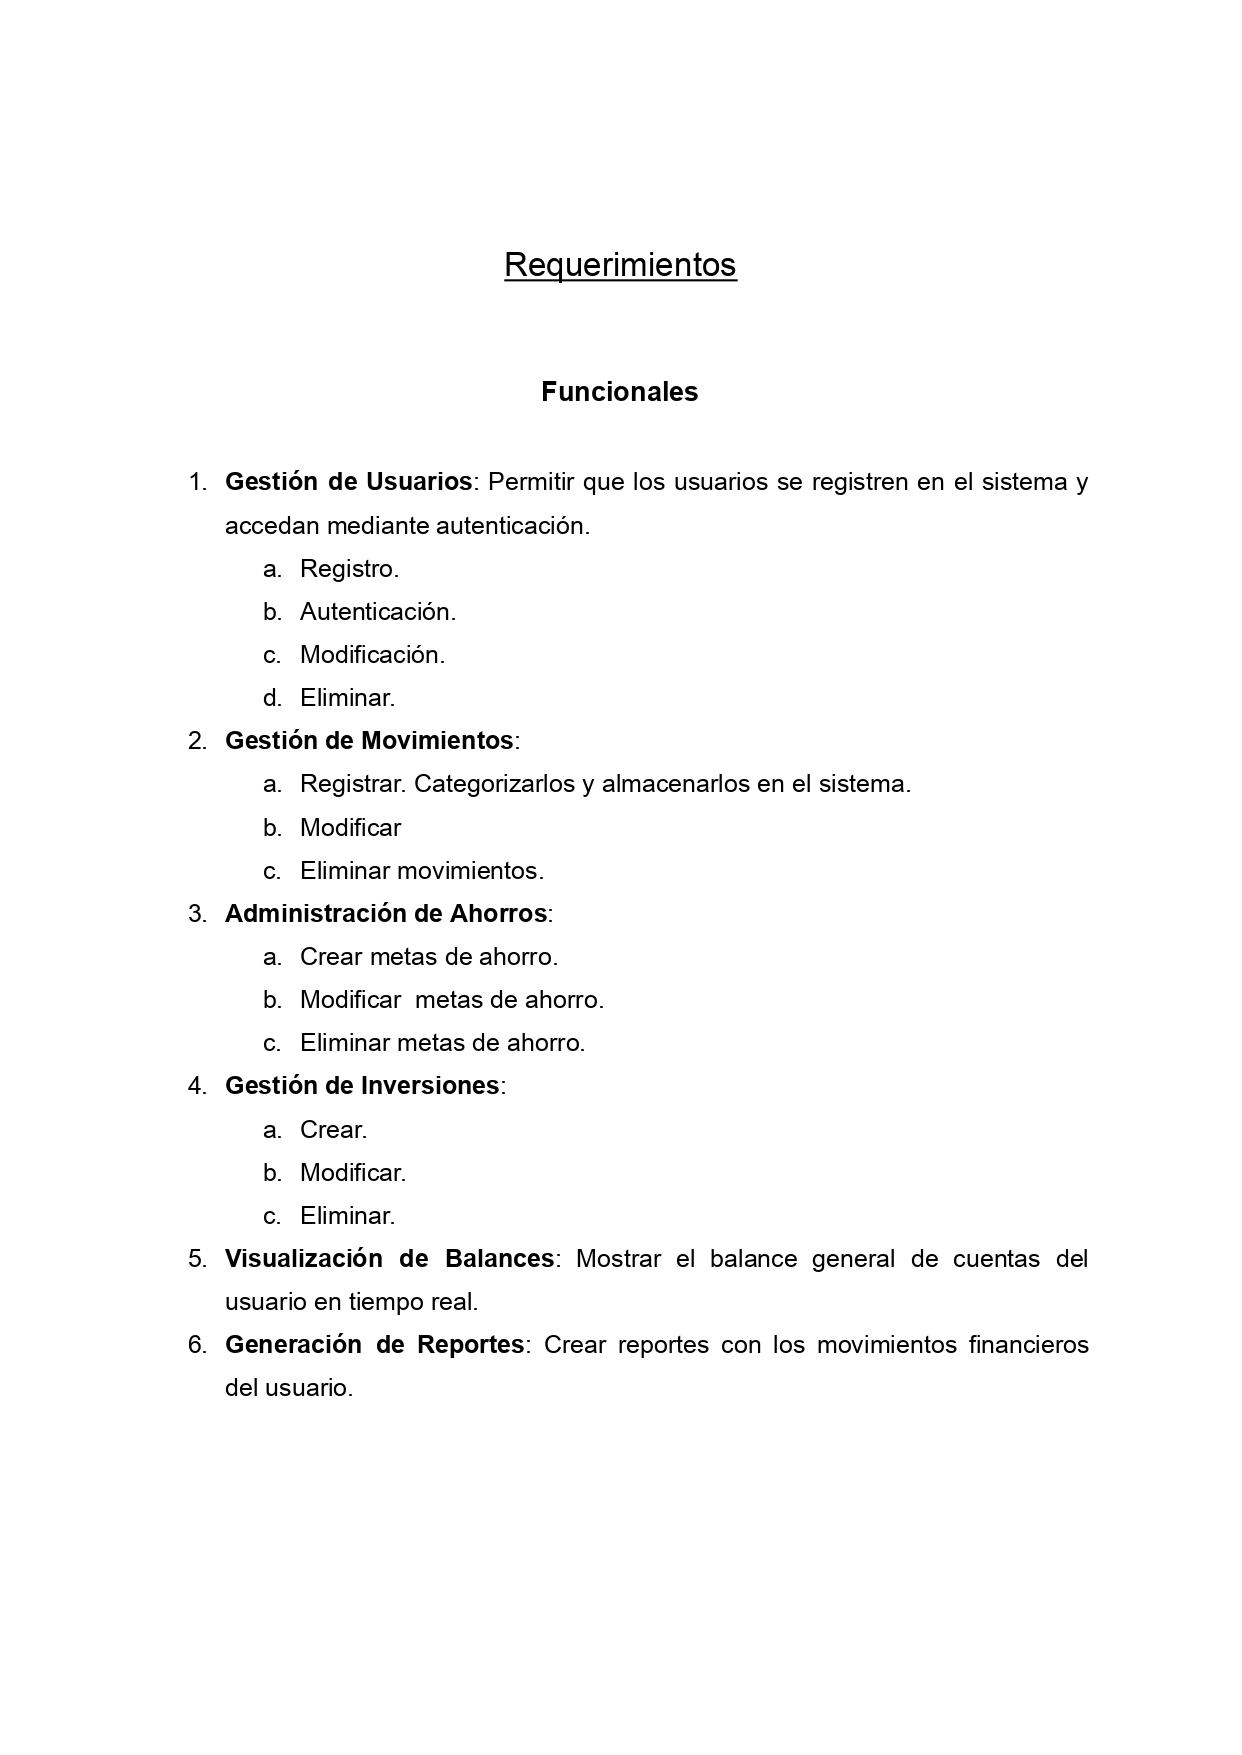 Requerimientos
Funcionales
1. Gestión de Usuarios: Permitir que los usuarios se registren en el sistema y
accedan mediante autenticación.
a. Registro.
b. Autenticación.
c. Modificación.
d. Eliminar.
2. Gestión de Movimientos:
a. Registrar. Categorizarlos y almacenarlos en el sistema.
b. Modificar
c. Eliminar movimientos.
3. Administración de Ahorros:
a. Crear metas de ahorro.
b. Modificar  metas de ahorro.
c. Eliminar metas de ahorro.
4. Gestión de Inversiones:
a. Crear.
b. Modificar.
c. Eliminar.
5. Visualización de Balances: Mostrar el balance general de cuentas del
usuario en tiempo real.
6. Generación de Reportes: Crear reportes con los movimientos financieros
del usuario.